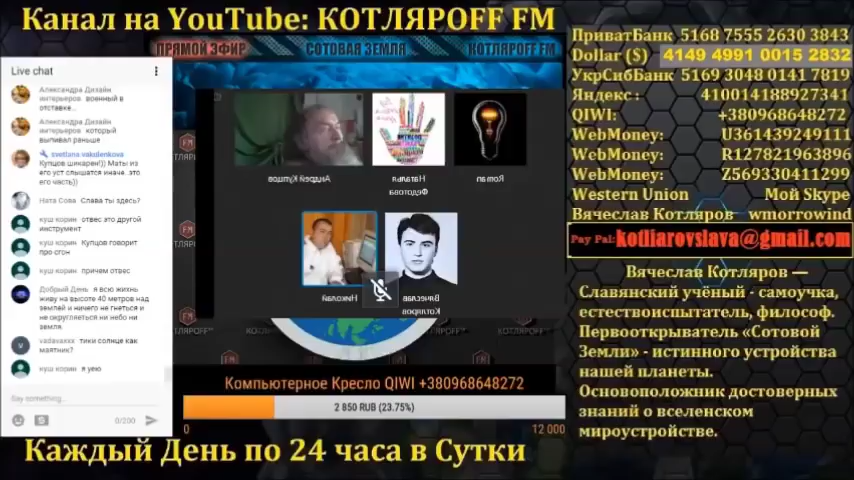 Канал на YouTube: КОТЛЯРОFF FM
ПРЯМОЙ ЭФИР
СОТОВАЯ ЗЕМЛЯ
КОТЛЯРОFF FM
Live chat
Александра Дизайн
интерьеров военный в
отставке..
Александра Дизайн
интерьеров который
выпивал раньше
svetlana vakulenkova
Купцов шикарен!) Маты из
его уст слышатся иначе..это
его часть))
Ната Сова Слава ты здесь?
куш корин отвес это другой
инструмент
куш корин Купцов говорит
про огон
куш корин причем отвес
Добрый День я всю жизнь
живу на высоте 40 метров над
землей и ничего не гнеться и
не округляеться ни небо ни
земля
vadaxaxxx тики солнце как
маятник?
куш корин я уею
Say something...
0/200
Андрей Купцов
Наталья
Федотова
Roman
Николай
Вячеслав
Котляров
Компьютерное Кресло QIWI +380968648272
2 850 RUB (23.75%)
0
12 000
Каждый День по 24 часа в Сутки
ПриватБанк 5168 7555 2630 3843
Dollar ($) 4149 4991 0015 2832
УкрСибБанк 5169 3048 0141 7819
Яндекс : 410014188927341
QIWI: +380968648272
WebMoney: U361439249111
WebMoney: R127821963896
WebMoney: Z569330411299
Western Union Мой Skype
Вячеслав Котляров wmorrowind
Pay Pal: kotliarovslava@gmail.com
Вячеслав Котляров —
Славянский учёный - самоучка,
естествоиспытатель, философ.
Первооткрыватель «Сотовой
Земли» - истинного устройства
нашей планеты.
Основоположник достоверных
знаний о вселенском
мироустройстве.